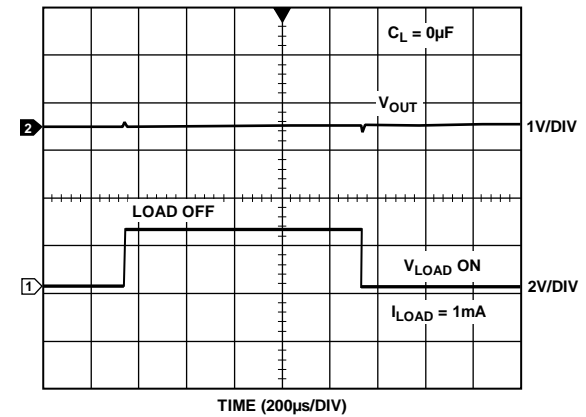 C_L = 0µF
V_OUT
2
1V/DIV
LOAD OFF
V_LOAD ON
1
2V/DIV
I_LOAD = 1mA
TIME (200µs/DIV)